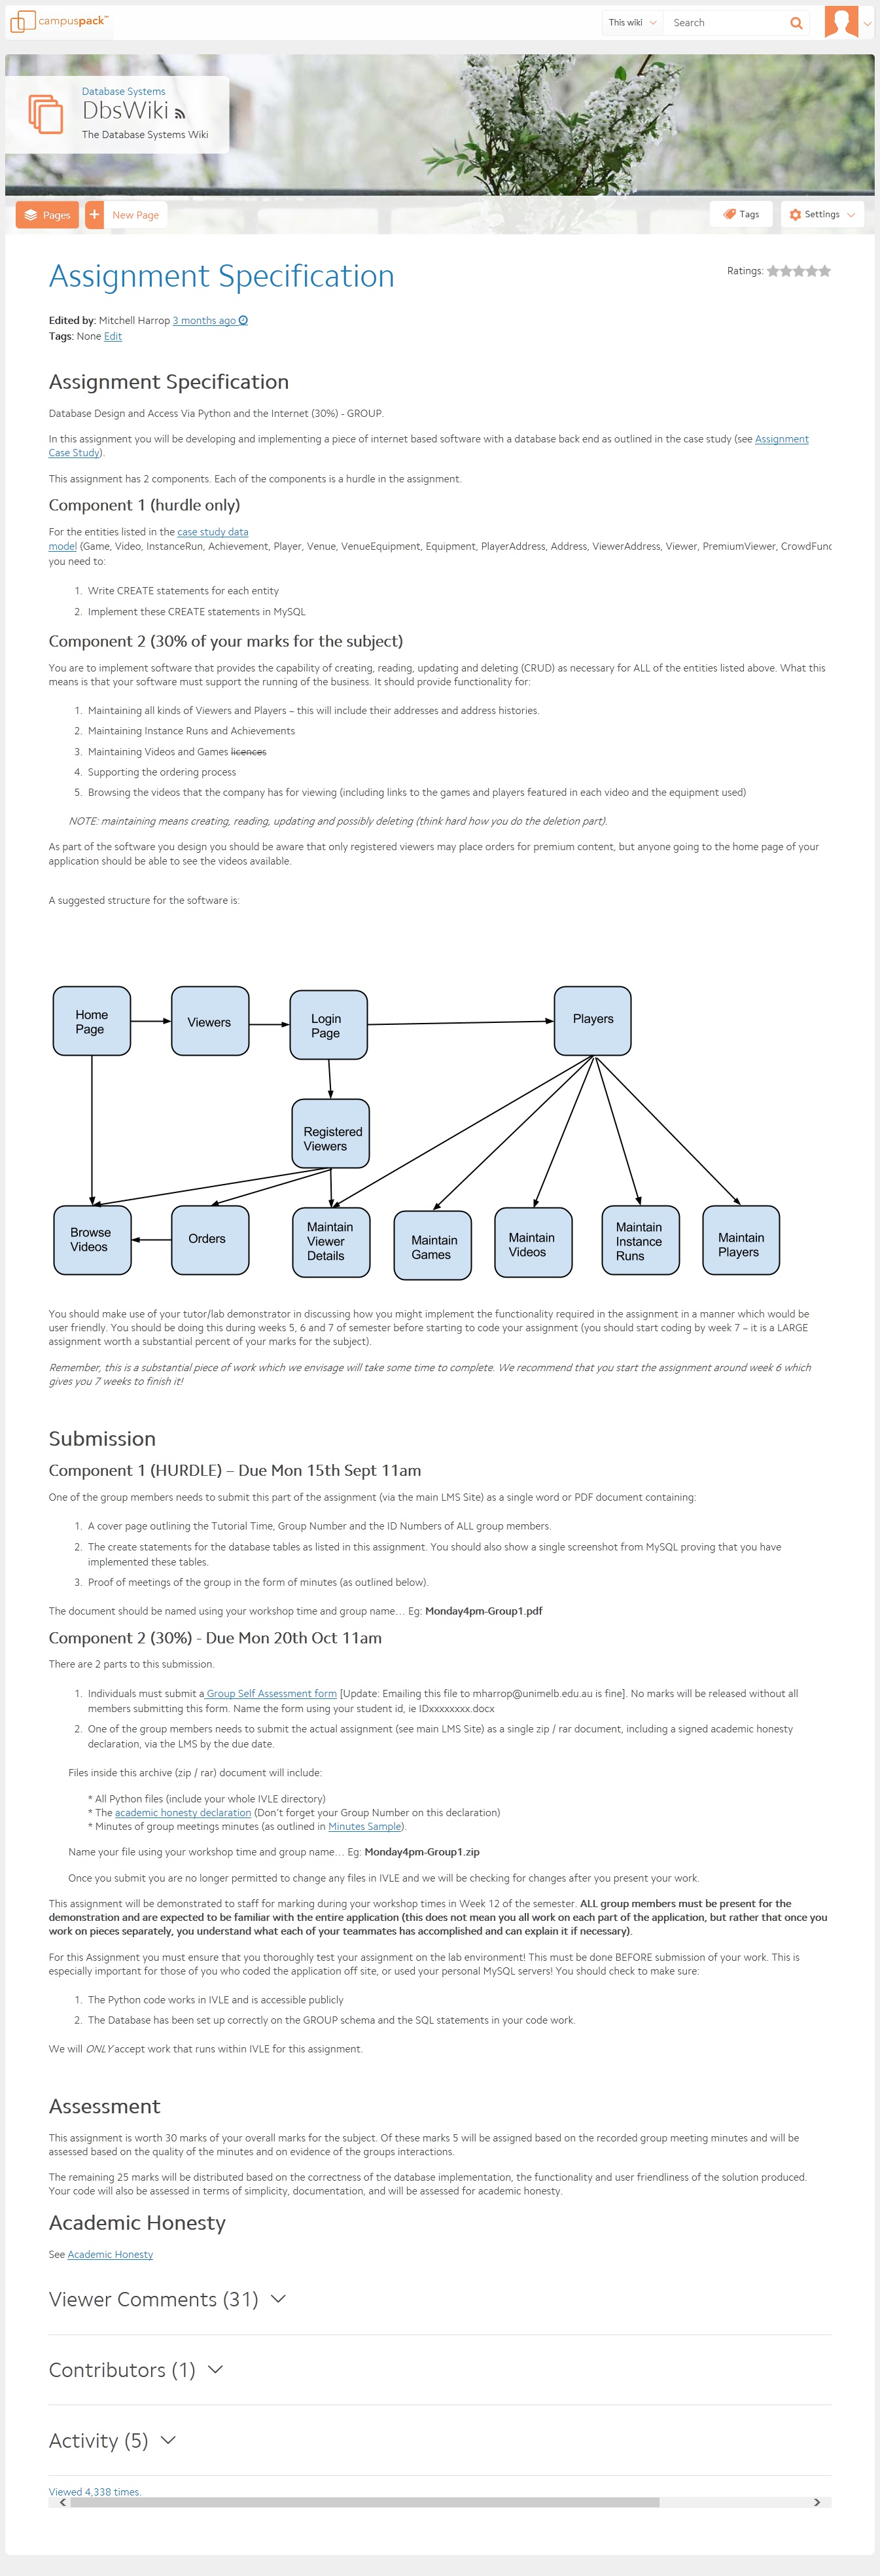 campuspack™
This wiki
Search
Database Systems
DbsWiki
The Database Systems Wiki
Pages
+ New Page
Tags
Settings
Assignment Specification
Ratings:
Edited by: Mitchell Harrop 3 months ago
Tags: None Edit
Assignment Specification
Database Design and Access Via Python and the Internet (30%) - GROUP.
In this assignment you will be developing and implementing a piece of internet based software with a database back end as outlined in the case study (see Assignment
Case Study).
This assignment has 2 components. Each of the components is a hurdle in the assignment.
Component 1 (hurdle only)
For the entities listed in the case study data
model (Game, Video, InstanceRun, Achievement, Player, Venue, VenueEquipment, Equipment, PlayerAddress, Address, ViewerAddress, Viewer, PremiumViewer, CrowdFund
you need to:
1. Write CREATE statements for each entity
2. Implement these CREATE statements in MySQL
Component 2 (30% of your marks for the subject)
You are to implement software that provides the capability of creating, reading, updating and deleting (CRUD) as necessary for ALL of the entities listed above. What this
means is that your software must support the running of the business. It should provide functionality for:
1. Maintaining all kinds of Viewers and Players – this will include their addresses and address histories.
2. Maintaining Instance Runs and Achievements
3. Maintaining Videos and Games licences
4. Supporting the ordering process
5. Browsing the videos that the company has for viewing (including links to the games and players featured in each video and the equipment used)
NOTE: maintaining means creating, reading, updating and possibly deleting (think hard how you do the deletion part).
As part of the software you design you should be aware that only registered viewers may place orders for premium content, but anyone going to the home page of your
application should be able to see the videos available.
A suggested structure for the software is:
Home
Page
Viewers
Login
Page
Players
Registered
Viewers
Browse
Videos
Orders
Maintain
Viewer
Details
Maintain
Games
Maintain
Videos
Maintain
Instance
Runs
Maintain
Players
You should make use of your tutor/lab demonstrator in discussing how you might implement the functionality required in the assignment in a manner which would be
user friendly. You should be doing this during weeks 5, 6 and 7 of semester before starting to code your assignment (you should start coding by week 7 – it is a LARGE
assignment worth a substantial percent of your marks for the subject).
Remember, this is a substantial piece of work which we envisage will take some time to complete. We recommend that you start the assignment around week 6 which
gives you 7 weeks to finish it!
Submission
Component 1 (HURDLE) – Due Mon 15th Sept 11am
One of the group members needs to submit this part of the assignment (via the main LMS Site) as a single word or PDF document containing:
1. A cover page outlining the Tutorial Time, Group Number and the ID Numbers of ALL group members.
2. The create statements for the database tables as listed in this assignment. You should also show a single screenshot from MySQL proving that you have
implemented these tables.
3. Proof of meetings of the group in the form of minutes (as outlined below).
The document should be named using your workshop time and group name… Eg: Monday4pm-Group1.pdf
Component 2 (30%) - Due Mon 20th Oct 11am
There are 2 parts to this submission.
1. Individuals must submit a Group Self Assessment form [Update: Emailing this file to mharrop@unimelb.edu.au is fine]. No marks will be released without all
members submitting this form. Name the form using your student id, ie IDxxxxxxxx.docx
2. One of the group members needs to submit the actual assignment (see main LMS Site) as a single zip / rar document, including a signed academic honesty
declaration, via the LMS by the due date.
Files inside this archive (zip / rar) document will include:
* All Python files (include your whole IVLE directory)
* The academic honesty declaration (Don't forget your Group Number on this declaration)
* Minutes of group meetings minutes (as outlined in Minutes Sample).
Name your file using your workshop time and group name… Eg: Monday4pm-Group1.zip
Once you submit you are no longer permitted to change any files in IVLE and we will be checking for changes after you present your work.
This assignment will be demonstrated to staff for marking during your workshop times in Week 12 of the semester. ALL group members must be present for the
demonstration and are expected to be familiar with the entire application (this does not mean you all work on each part of the application, but rather that once you
work on pieces separately, you understand what each of your teammates has accomplished and can explain it if necessary).
For this Assignment you must ensure that you thoroughly test your assignment on the lab environment! This must be done BEFORE submission of your work. This is
especially important for those of you who coded the application off site, or used your personal MySQL servers! You should check to make sure:
1. The Python code works in IVLE and is accessible publicly
2. The Database has been set up correctly on the GROUP schema and the SQL statements in your code work.
We will ONLY accept work that runs within IVLE for this assignment.
Assessment
This assignment is worth 30 marks of your overall marks for the subject. Of these marks 5 will be assigned based on the recorded group meeting minutes and will be
assessed based on the quality of the minutes and on evidence of the groups interactions.
The remaining 25 marks will be distributed based on the correctness of the database implementation, the functionality and user friendliness of the solution produced.
Your code will also be assessed in terms of simplicity, documentation, and will be assessed for academic honesty.
Academic Honesty
See Academic Honesty
Viewer Comments (31)
Contributors (1)
Activity (5)
Viewed 4,338 times.